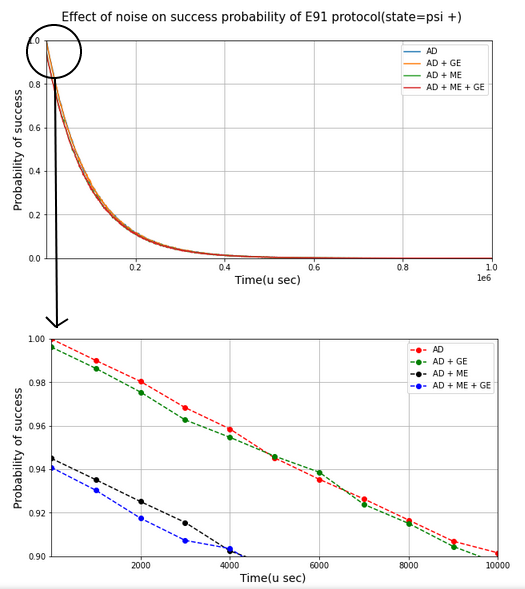 Effect of noise on success probability of E91 protocol(state=psi +)
1.0
0.8
0.6
0.4
0.2
0.0
Probability of success
AD
AD + GE
AD + ME
AD + ME + GE
0.2
0.4
0.6
0.8
1.0
1e6
Time(u sec)
1.00
0.98
0.96
0.94
0.92
0.90
Probability of success
AD
AD + GE
AD + ME
AD + ME + GE
2000
4000
6000
8000
10000
Time(u sec)